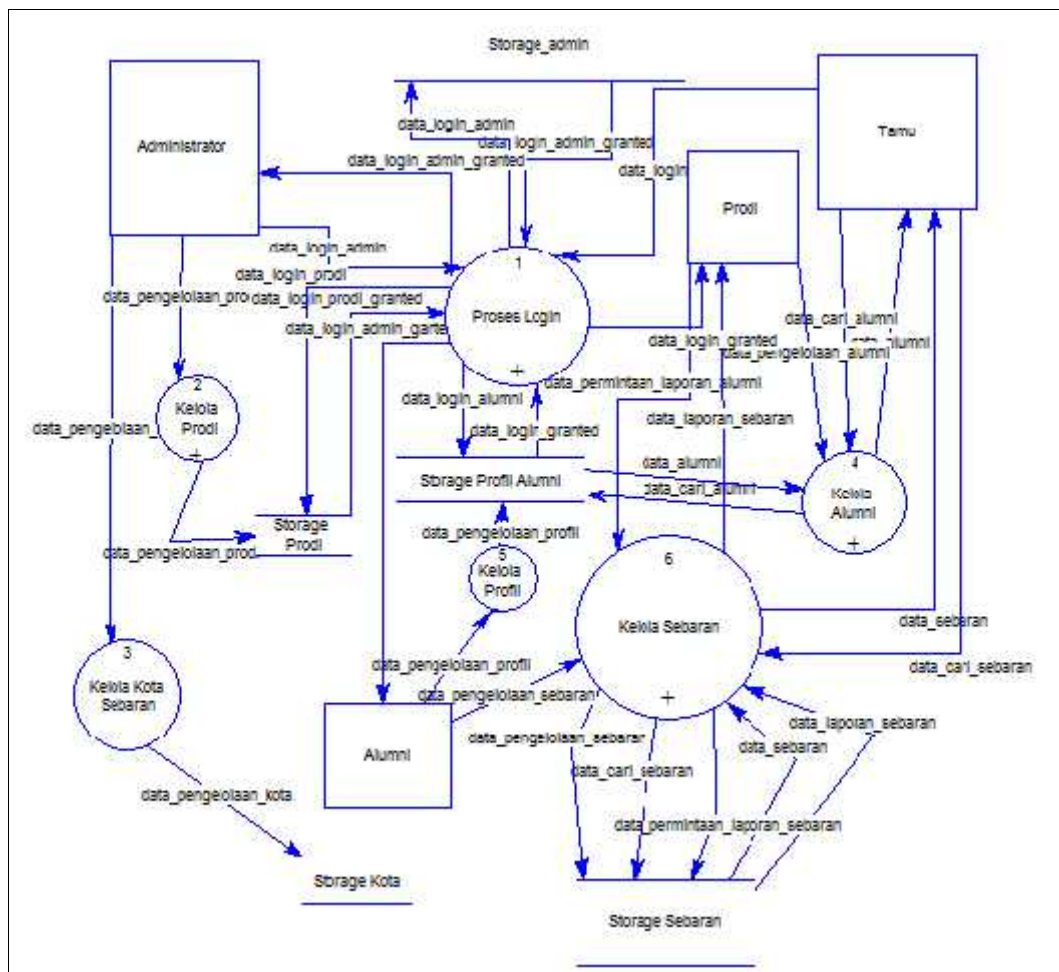 Storage_admin
Administrator
Tamu
data_login_admin
data_login_admin_granted
data_login_admin_granted
data_login
Prodi
data_login_admin
data_login_prodi
data_pengelolaan_pro
data_login_prodi_granted
1
Proses Login
+
data_cari_alumni
data_alumni
data_login_granted
data_pengelolaan_alumni
2
Kelola
Prodi
+
data_login_alumni
data_permintaan_laporan_alumni
data_laporan_sebaran
data_login_granted
4
Kelola
Alumni
+
data_alumni
data_cari_alumni
Storage Profil Alumni
Storage
Prodi
data_pengelolaan_prod
data_pengelolaan_profil
5
Kelola
Profil
6
Kelola Sebaran
+
data_sebaran
data_cari_sebaran
3
Kelola Kota
Sebaran
data_pengelolaan_profil
data_pengelolaan_sebaran
Alumni
data_pengelolaan_sebaran
data_cari_sebaran
data_permintaan_laporan_sebaran
data_sebaran
data_laporan_sebaran
data_pengelolaan_kota
Storage Kota
Storage Sebaran